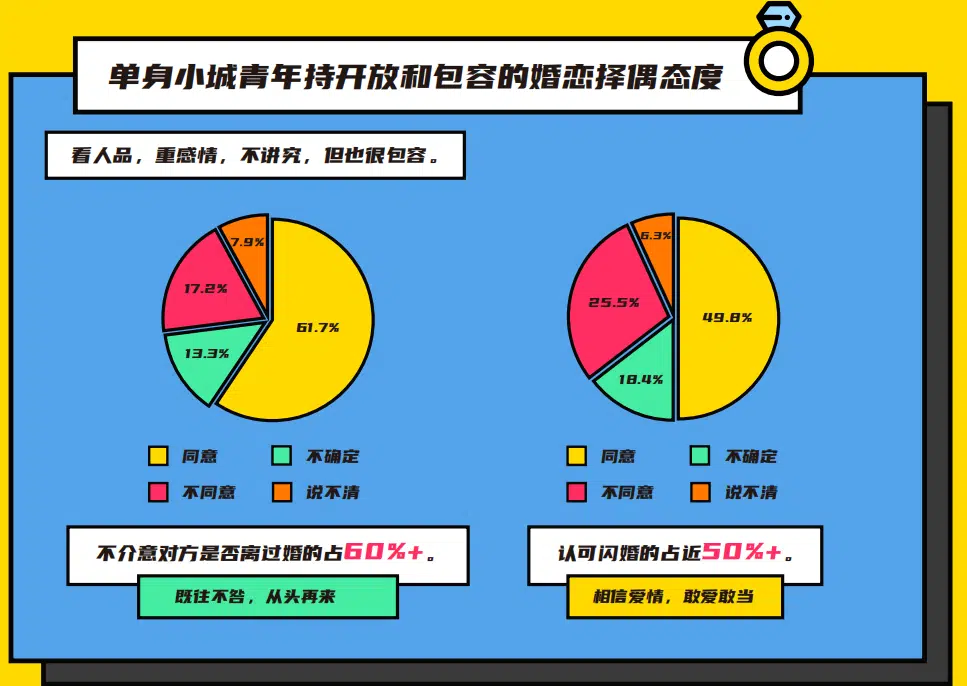 单身小城青年持开放和包容的婚恋择偶态度
看人品，重感情，不讲究，但也很包容。
7.9%
17.2%
61.7%
13.3%
6.3%
25.5%
49.8%
18.4%
同意 不确定
不同意 说不清
同意 不确定
不同意 说不清
不介意对方是否离过婚的占60%+。
既往不咎，从头再来
认可闪婚的占近50%+。
相信爱情，敢爱敢当